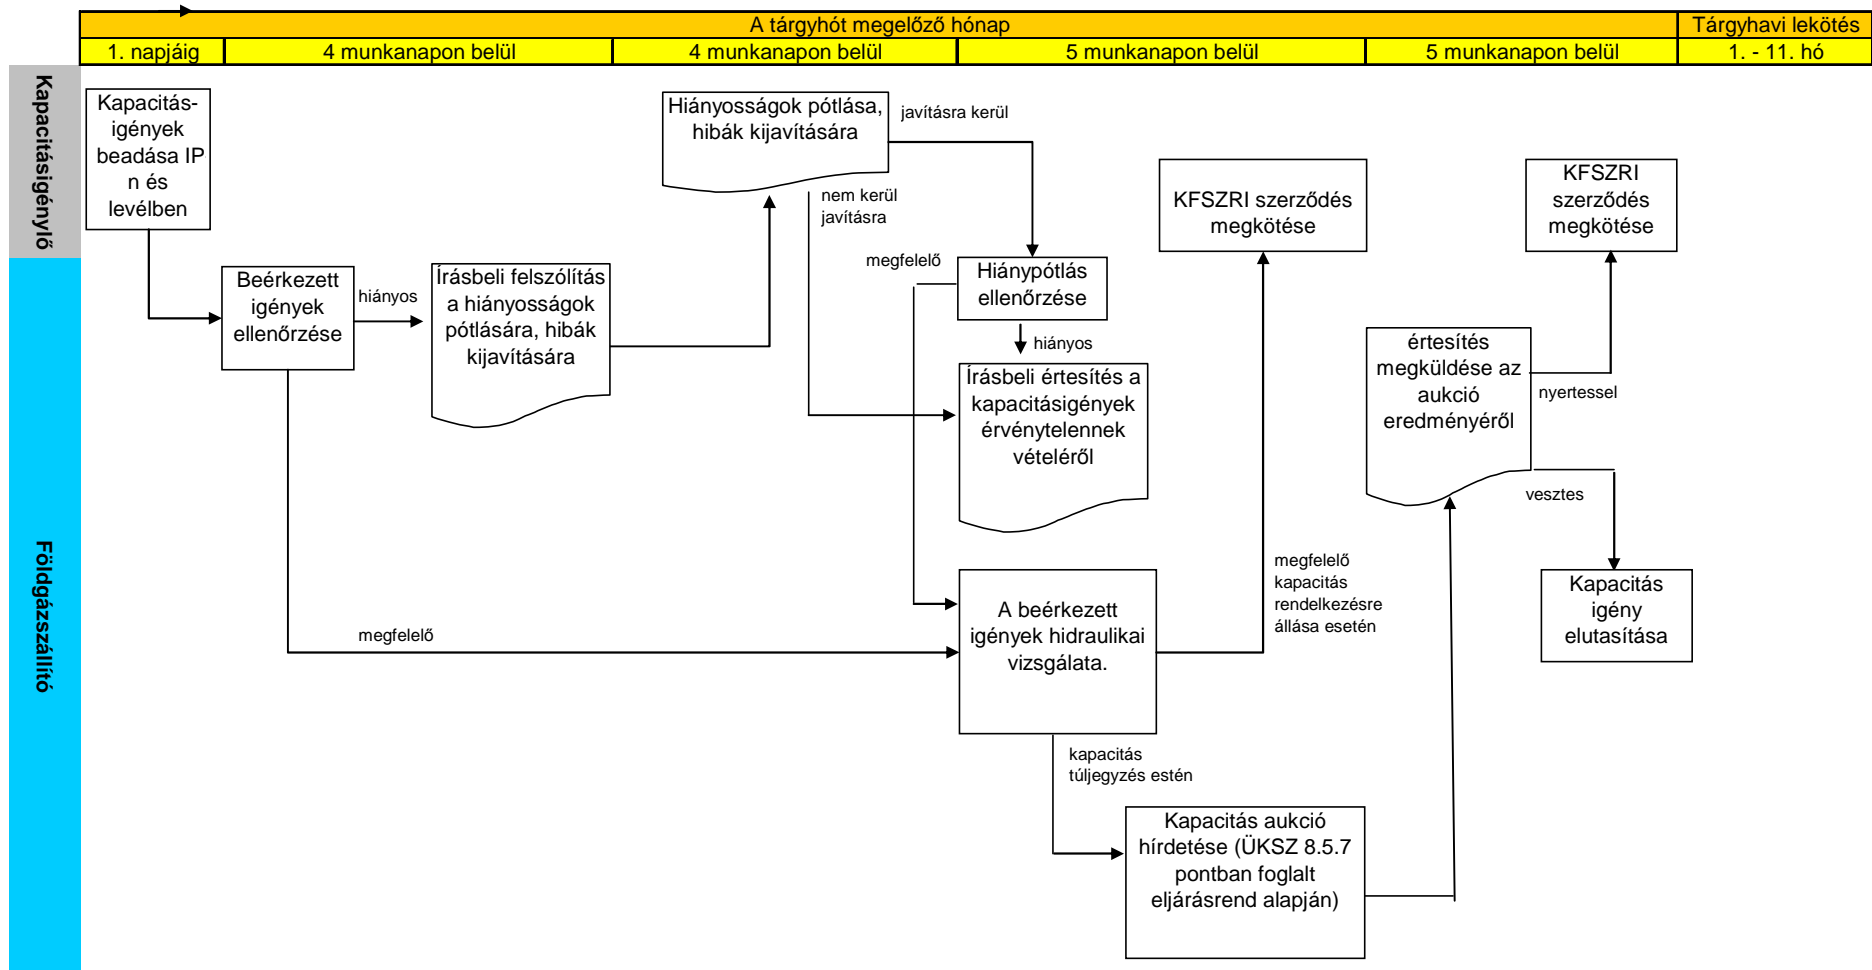 A tárgyhót megelőző hónap
Tárgyhavi lekötés
1. napjáig
4 munkanapon belül
4 munkanapon belül
5 munkanapon belül
5 munkanapon belül
1. - 11. hó
Kapacitásigénylő
Földgázszállító
Kapacitás-
igények
beadása IP
n és
levélben
Beérkezett
igények
ellenőrzése
hiányos
Írásbeli felszólítás
a hiányosságok
pótlására, hibák
kijavítására
Hiányosságok pótlása,
hibák kijavítására
javításra kerül
nem kerül
javításra
megfelelő
Hiánypótlás
ellenőrzése
hiányos
Írásbeli értesítés a
kapacitásigények
érvénytelennek
vételéről
megfelelő
A beérkezett
igények hidraulikai
vizsgálata.
KFSZRI szerződés
megkötése
megfelelő
kapacitás
rendelkezésre
állása esetén
kapacitás
túljegyzés estén
Kapacitás aukció
hírdetése (ÜKSZ 8.5.7
pontban foglalt
eljárásrend alapján)
értesítés
megküldése az
aukció
eredményéről
nyertessel
KFSZRI
szerződés
megkötése
vesztes
Kapacitás
igény
elutasítása